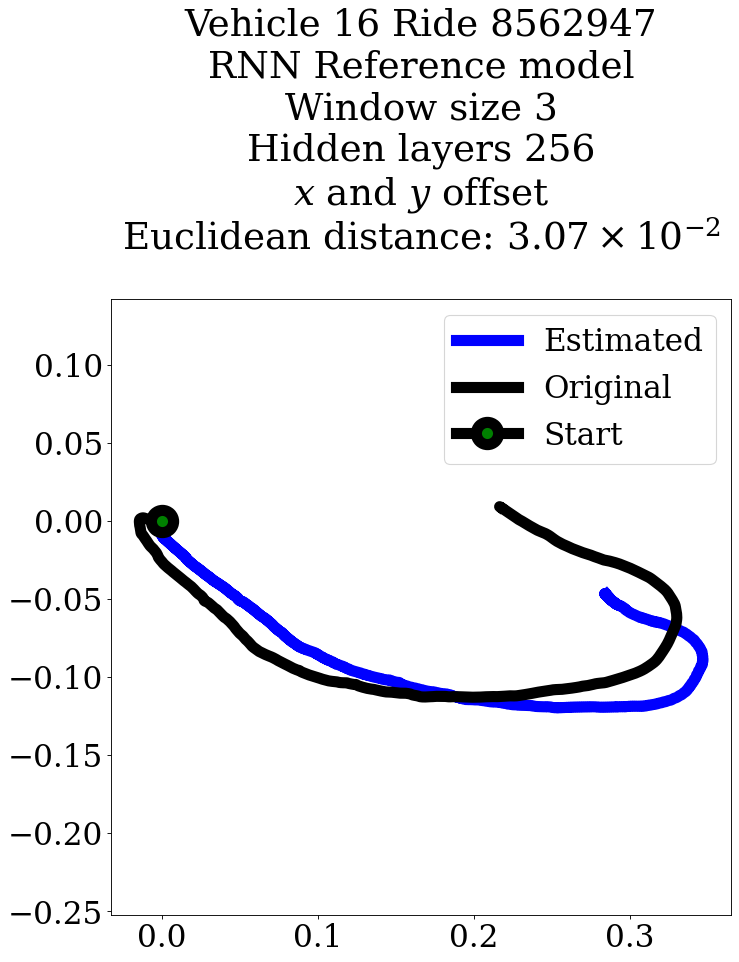 Vehicle 16 Ride 8562947
RNN Reference model
Window size 3
Hidden layers 256
x and y offset
Euclidean distance: 3.07 × 10⁻²
Estimated
Original
Start
0.10
0.05
0.00
−0.05
−0.10
−0.15
−0.20
−0.25
0.0 0.1 0.2 0.3